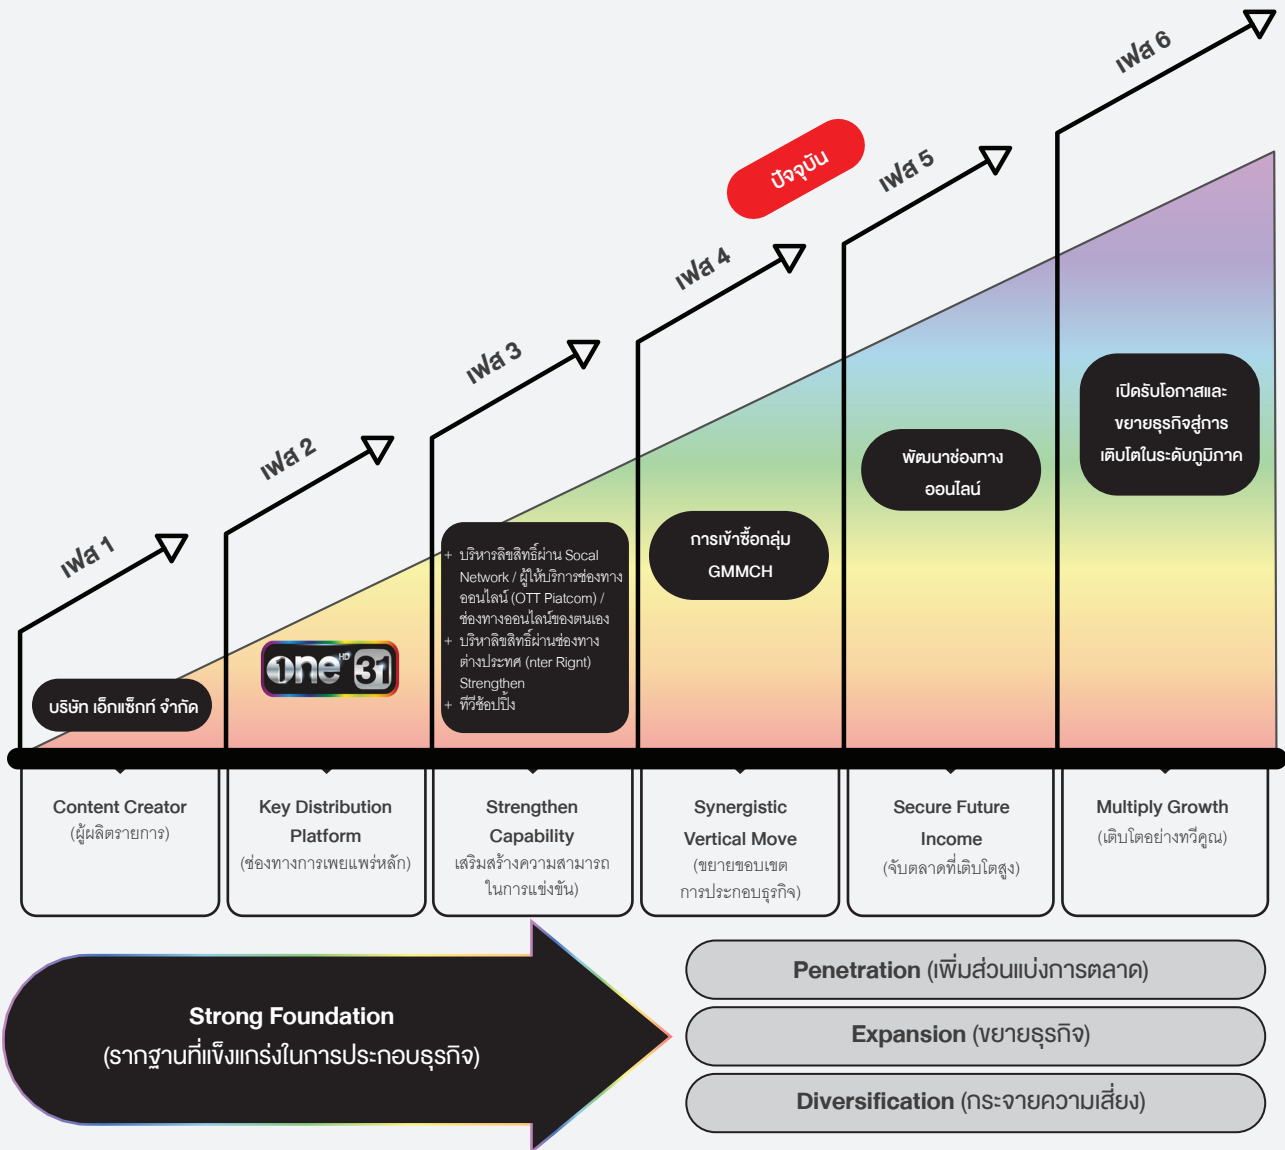 เฟส 1
เฟส 2
เฟส 3
เฟส 4
ปัจจุบัน
เฟส 5
เฟส 6
บริษัท เอ็กแซ็กท์ จำกัด
one HD 31
+ บริหารลิขสิทธิ์ผ่าน Socal
Network / ผู้ให้บริการช่องทาง
ออนไลน์ (OTT Piatcom) /
ช่องทางออนไลน์ของตนเอง
+ บริหาลิขสิทธิ์ผ่านช่องทาง
ต่างประทศ (nter Rignt)
Strengthen
+ ทีวีช้อปปิ้ง
การเข้าซื้อกลุ่ม
GMMCH
พัฒนาช่องทาง
ออนไลน์
เปิดรับโอกาสและ
ขยายธุรกิจสู่การ
เติบโตในระดับภูมิภาค
Content Creator
(ผู้ผลิตรายการ)
Key Distribution
Platform
(ช่องทางการเพยแพร่หลัก)
Strengthen
Capability
เสริมสร้างความสามารถ
ในการแข่งขัน)
Synergistic
Vertical Move
(ขยายขอบเขต
การประกอบธุรกิจ)
Secure Future
Income
(จับตลาดที่เติบโตสูง)
Multiply Growth
(เติบโตอย่างทวีคูณ)
Strong Foundation
(รากฐานที่แข็งแกร่งในการประกอบธุรกิจ)
Penetration (เพิ่มส่วนแบ่งการตลาด)
Expansion (ขยายธุรกิจ)
Diversification (กระจายความเสี่ยง)